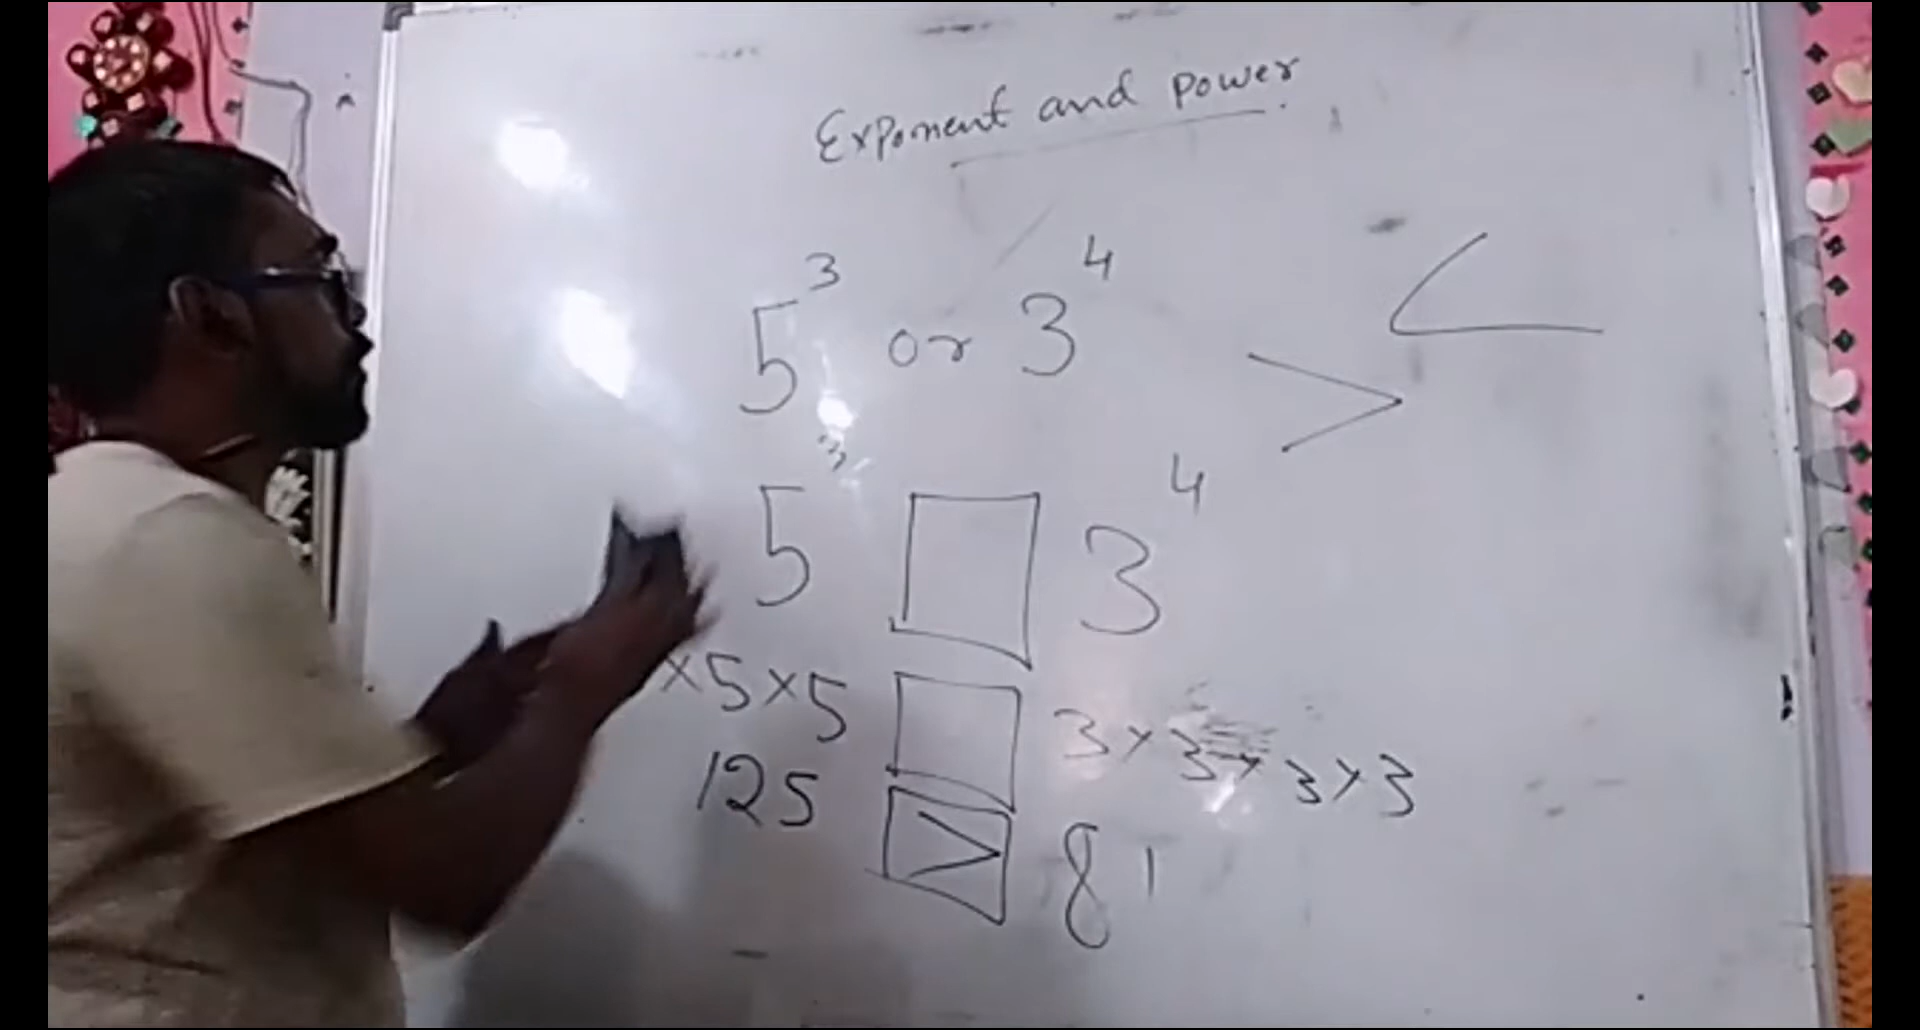 Exponent and power
5³ or 3⁴
> <
5³ □ 3⁴
×5×5 □ 3×3×3×3
125 > 81